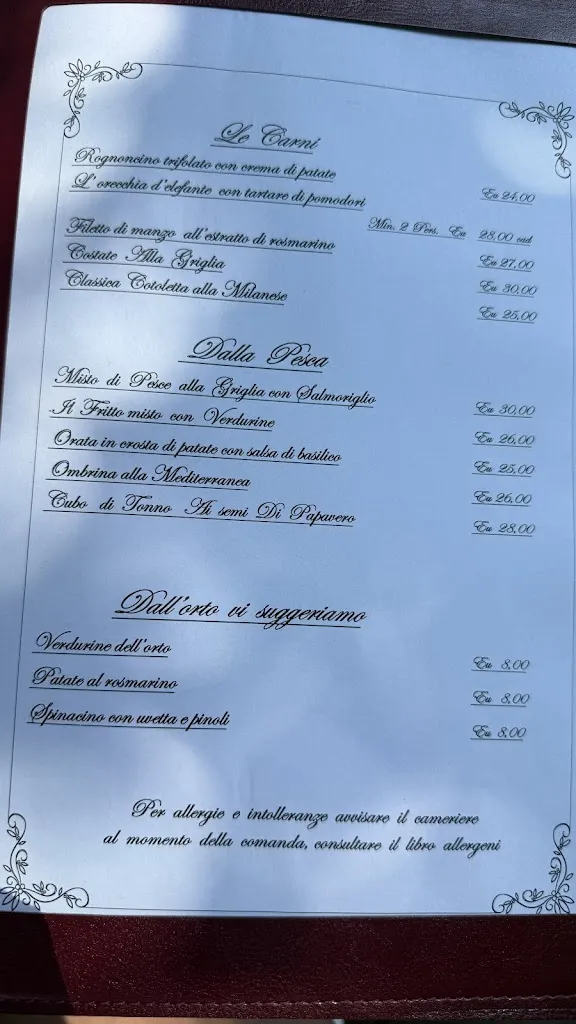 Le Carni
Rognoncino trifolato con crema di patate Eu 24,00
L'orecchia d'elefante con tartare di pomodori
Min. 2 Pers. Eu 28,00 cad
Filetto di manzo all'estratto di rosmarino Eu 27,00
Costate Alla Griglia Eu 30,00
Classica Cotoletta alla Milanese Eu 25,00
Dalla Pesca
Misto di Pesce alla Griglia con Salmoriglio Eu 30,00
Il Fritto misto con Verdurine Eu 26,00
Orata in crosta di patate con salsa di basilico Eu 25,00
Ombrina alla Mediterranea Eu 26,00
Cubo di Tonno Ai semi Di Papavero Eu 28,00
Dall'orto vi suggeriamo
Verdurine dell'orto Eu 8,00
Patate al rosmarino Eu 8,00
Spinacino con uvetta e pinoli Eu 8,00
Per allergie e intolleranze avvisare il cameriere
al momento della comanda, consultare il libro allergeni